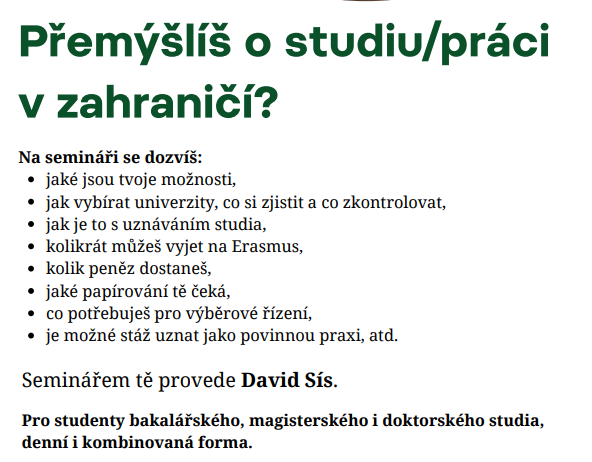 Přemýšlíš o studiu/práci
v zahraničí?
Na semináři se dozvíš:
• jaké jsou tvoje možnosti,
• jak vybírat univerzity, co si zjistit a co zkontrolovat,
• jak je to s uznáváním studia,
• kolikrát můžeš vyjet na Erasmus,
• kolik peněz dostaneš,
• jaké papírování tě čeká,
• co potřebuješ pro výběrové řízení,
• je možné stáž uznat jako povinnou praxi, atd.
Seminářem tě provede David Sís.
Pro studenty bakalářského, magisterského i doktorského studia,
denní i kombinovaná forma.